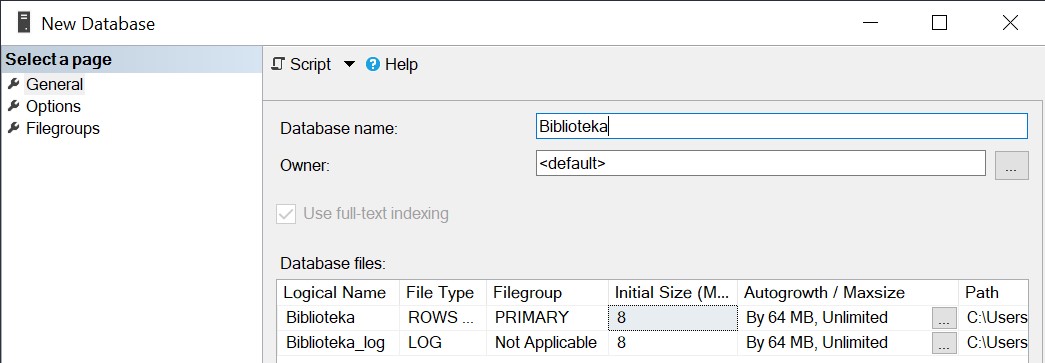 New Database
Select a page
General
Options
Filegroups
Script Help
Database name: Biblioteka
Owner: <default> ...
Use full-text indexing
Database files:
Logical Name File Type Filegroup Initial Size (M... Autogrowth / Maxsize Path
Biblioteka ROWS ... PRIMARY 8 By 64 MB, Unlimited ... C:\Users
Biblioteka_log LOG Not Applicable 8 By 64 MB, Unlimited ... C:\Users